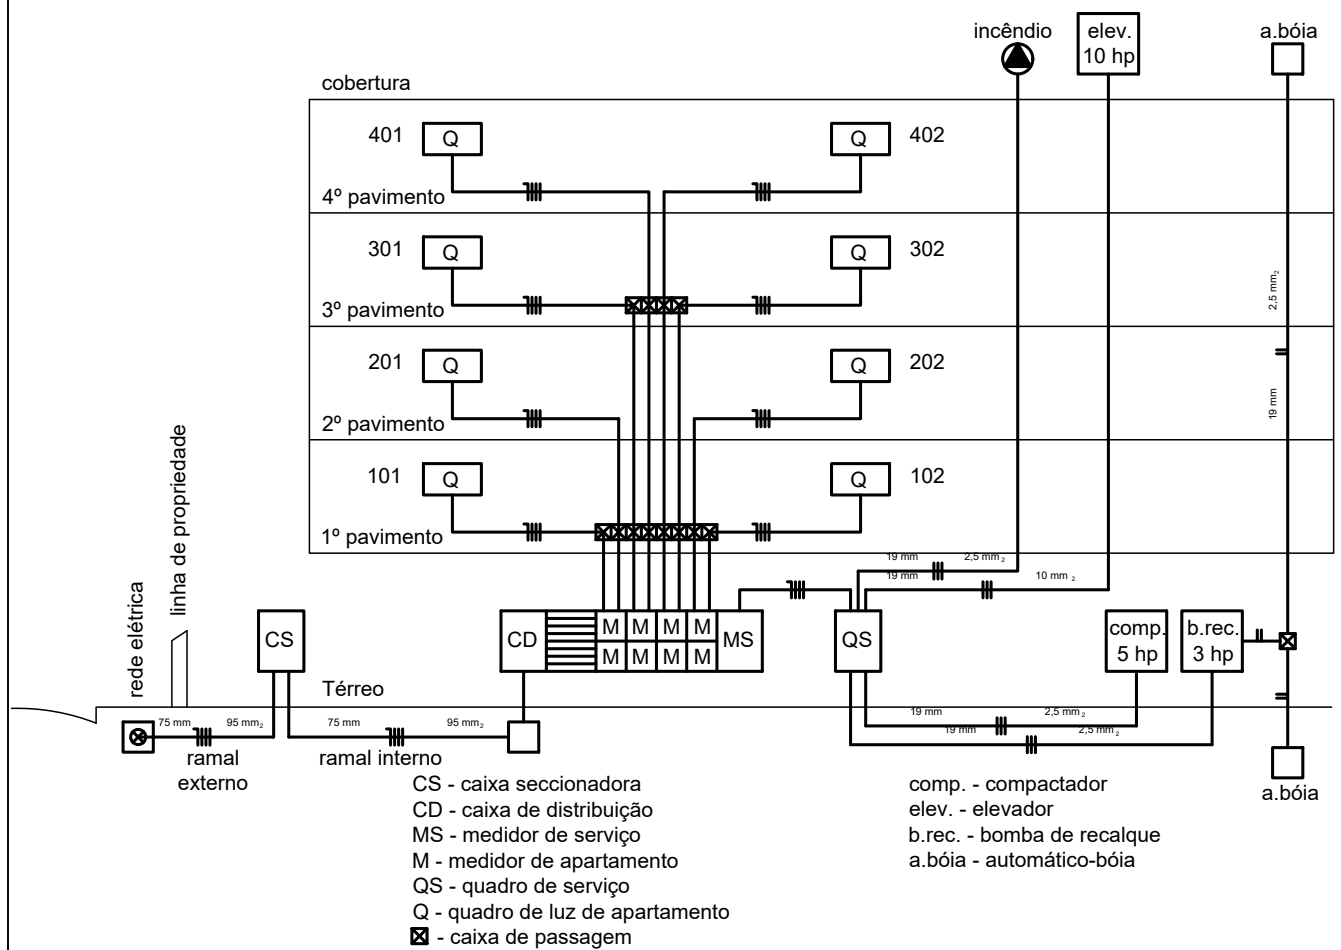 incêndio
elev.
10 hp
a.bóia
cobertura
401
Q
Q
402
4º pavimento
301
Q
Q
302
3º pavimento
2,5 mm2
201
Q
Q
202
19 mm
2º pavimento
101
Q
Q
102
1º pavimento
19 mm
2,5 mm2
19 mm
10 mm2
rede elétrica
linha de propriedade
CS
CD
M
M
M
M
M
M
M
M
MS
QS
comp.
5 hp
b.rec.
3 hp
Térreo
75 mm
95 mm2
75 mm
95 mm2
19 mm
2,5 mm2
19 mm
2,5 mm2
ramal
externo
ramal interno
a.bóia
CS - caixa seccionadora
CD - caixa de distribuição
MS - medidor de serviço
M - medidor de apartamento
QS - quadro de serviço
Q - quadro de luz de apartamento
- caixa de passagem
comp. - compactador
elev. - elevador
b.rec. - bomba de recalque
a.bóia - automático-bóia